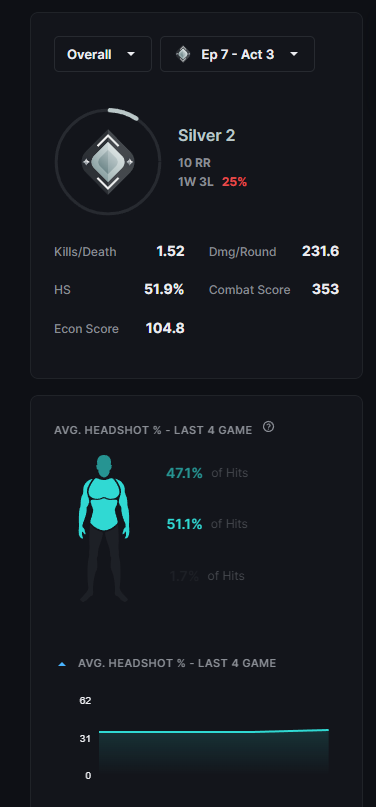 Overall
Ep 7 - Act 3
Silver 2
10 RR
1W 3L 25%
Kills/Death 1.52 Dmg/Round 231.6
HS 51.9% Combat Score 353
Econ Score 104.8
AVG. HEADSHOT % - LAST 4 GAME ?
47.1% of Hits
51.1% of Hits
1.7% of Hits
AVG. HEADSHOT % - LAST 4 GAME
62
31
0